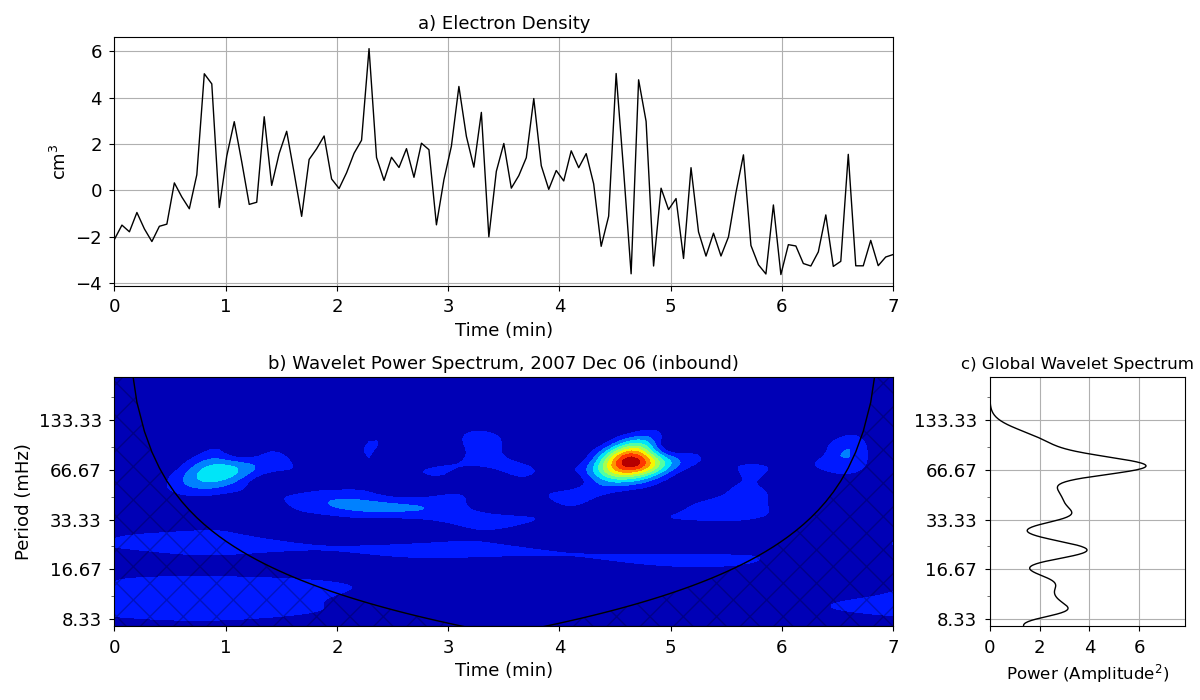 a) Electron Density
6
4
2
0
−2
−4
cm³
0 1 2 3 4 5 6 7
Time (min)
b) Wavelet Power Spectrum, 2007 Dec 06 (inbound)
133.33
66.67
33.33
16.67
8.33
Period (mHz)
0 1 2 3 4 5 6 7
Time (min)
c) Global Wavelet Spectrum
133.33
66.67
33.33
16.67
8.33
0 2 4 6
Power (Amplitude²)